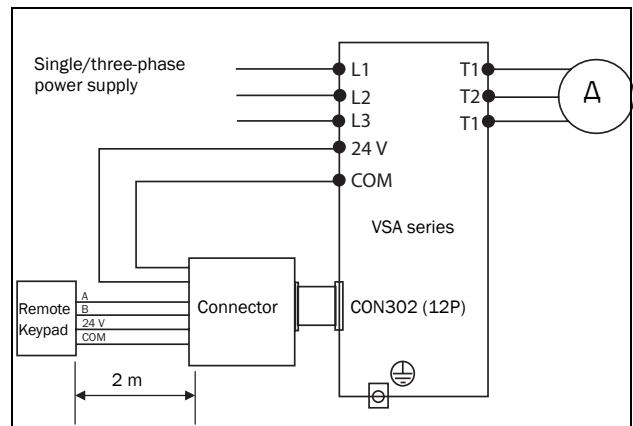 Single/three-phase
power supply
L1
L2
L3
24 V
COM
T1
T2
T1
A
VSA series
Remote
Keypad
A
B
24 V
COM
Connector
CON302 (12P)
2 m